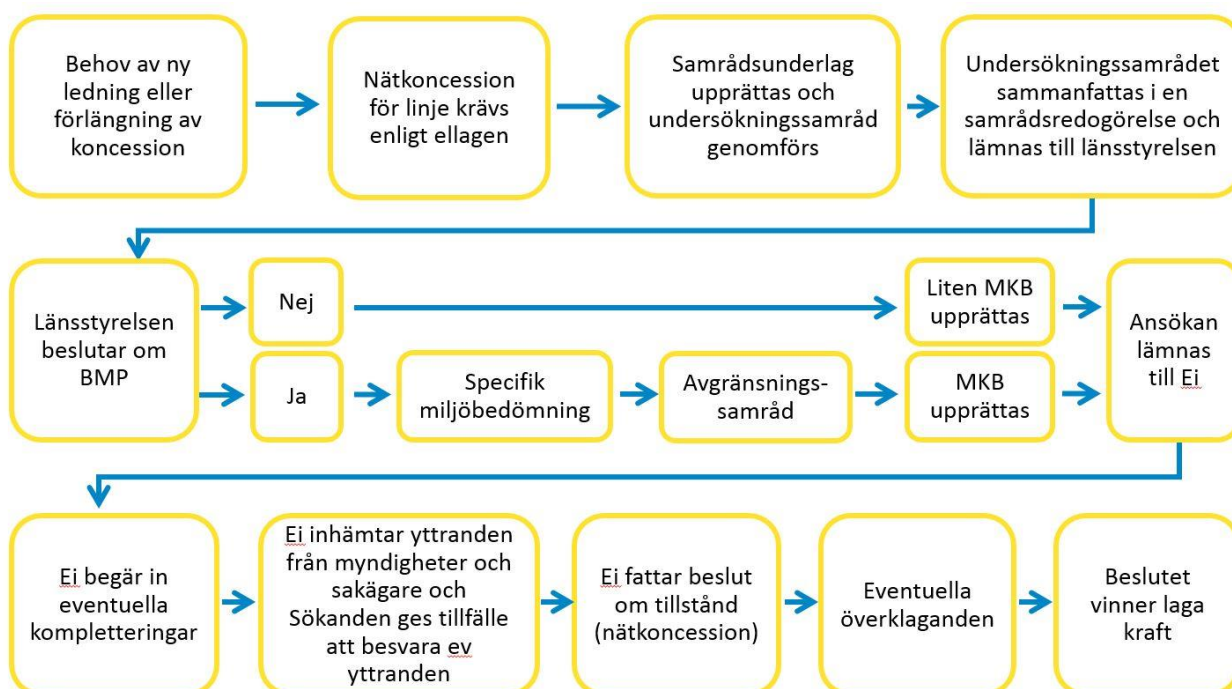 Behov av ny
ledning eller
förlängning av
koncession
Nätkoncession
för linje krävs
enligt ellagen
Samrådsunderlag
upprättas och
undersökningssamråd
genomförs
Undersökningssamrådet
sammanfattas i en
samrådsredogörelse och
lämnas till länsstyrelsen
Länsstyrelsen
beslutar om
BMP
Nej
Liten MKB
upprättas
Ja
Specifik
miljöbedömning
Avgränsnings-
samråd
MKB
upprättas
Ansökan
lämnas
till Ei
Ei begär in
eventuella
kompletteringar
Ei inhämtar yttranden
från myndigheter och
sakägare och
Sökanden ges tillfälle
att besvara ev
yttranden
Ei fattar beslut
om tillstånd
(nätkoncession)
Eventuella
överklaganden
Beslutet
vinner laga
kraft